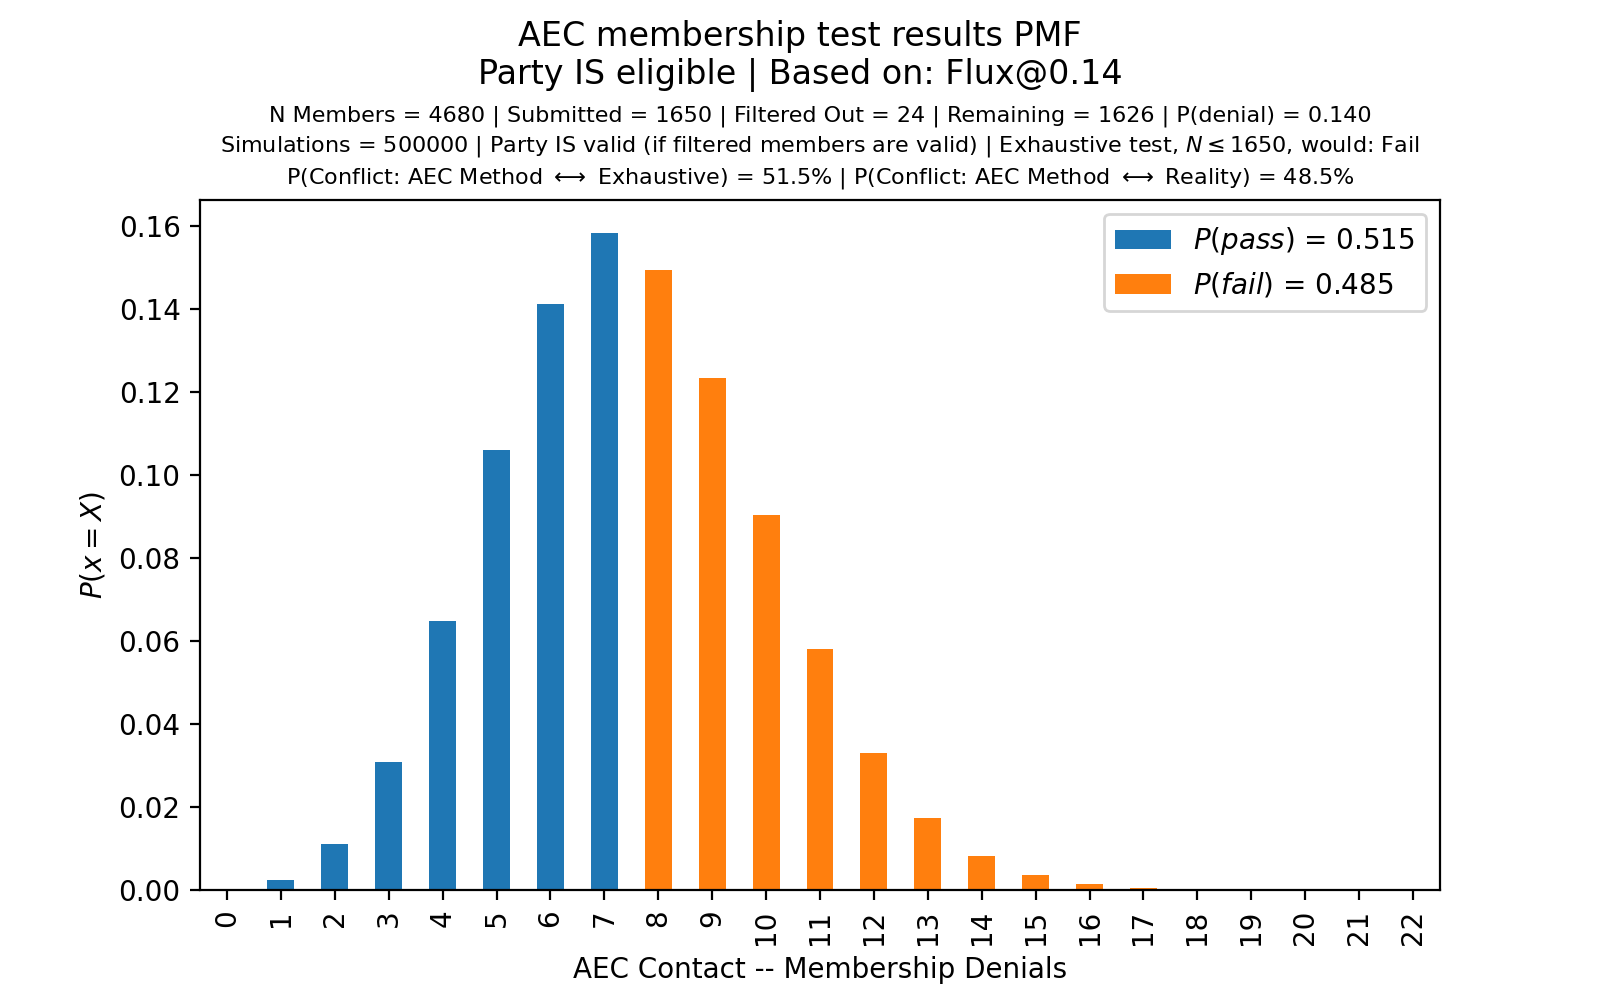 AEC membership test results PMF
Party IS eligible | Based on: Flux@0.14
N Members = 4680 | Submitted = 1650 | Filtered Out = 24 | Remaining = 1626 | P(denial) = 0.140
Simulations = 500000 | Party IS valid (if filtered members are valid) | Exhaustive test, N ≤ 1650, would: Fail
P(Conflict: AEC Method ⟷ Exhaustive) = 51.5% | P(Conflict: AEC Method ⟷ Reality) = 48.5%
P(pass) = 0.515
P(fail) = 0.485
P(x = X)
0.16
0.14
0.12
0.10
0.08
0.06
0.04
0.02
0.00
0 1 2 3 4 5 6 7 8 9 10 11 12 13 14 15 16 17 18 19 20 21 22
AEC Contact -- Membership Denials